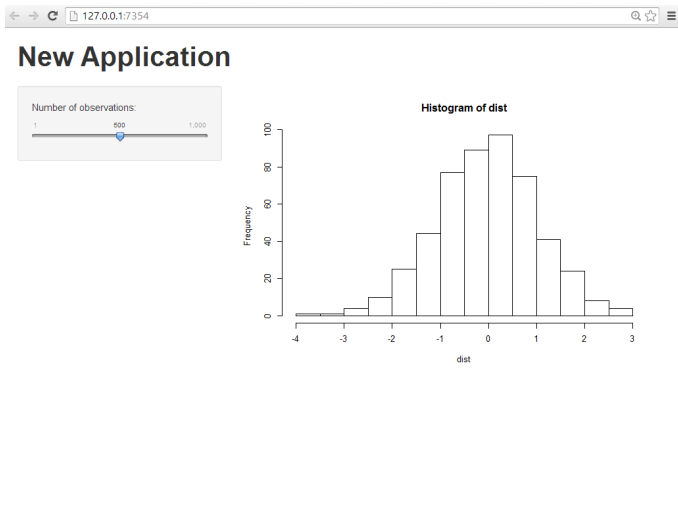 127.0.0.1:7354
New Application
Number of observations:
1 500 1,000
Histogram of dist
Frequency
0 20 40 60 80 100
-4 -3 -2 -1 0 1 2 3
dist